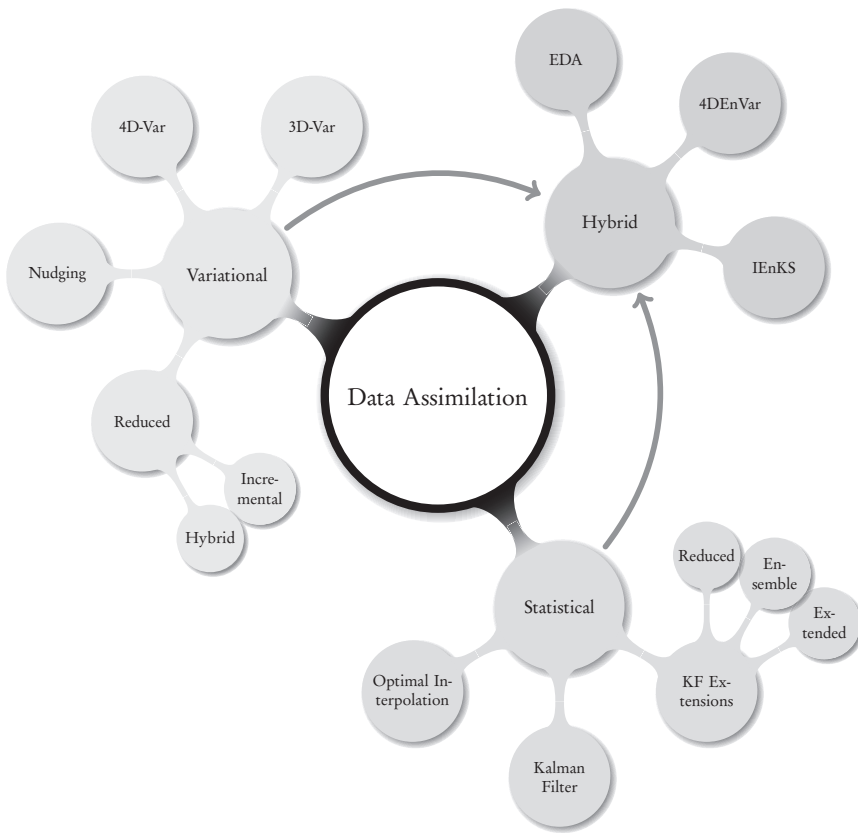 EDA
4D-Var
3D-Var
4DEnVar
Hybrid
Nudging
Variational
IEnKS
Data Assimilation
Reduced
Incre-
mental
Hybrid
Reduced
En-
semble
Statistical
Ex-
tended
Optimal In-
terpolation
KF Ex-
tensions
Kalman
Filter